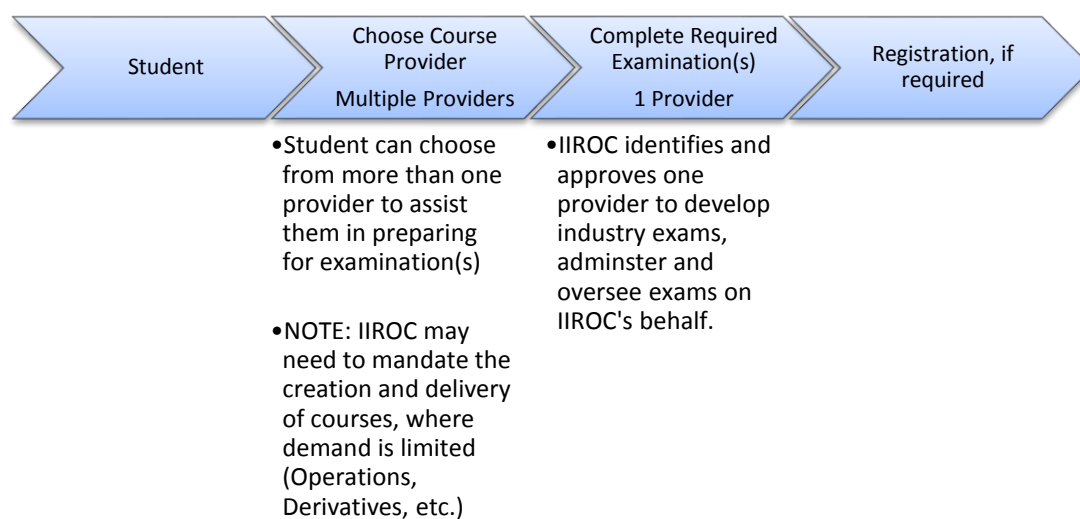 Student
Choose Course
Provider
Multiple Providers
Complete Required
Examination(s)
1 Provider
Registration, if
required
•Student can choose
from more than one
provider to assist
them in preparing
for examination(s)
•NOTE: IIROC may
need to mandate the
creation and delivery
of courses, where
demand is limited
(Operations,
Derivatives, etc.)
•IIROC identifies and
approves one
provider to develop
industry exams,
adminster and
oversee exams on
IIROC's behalf.